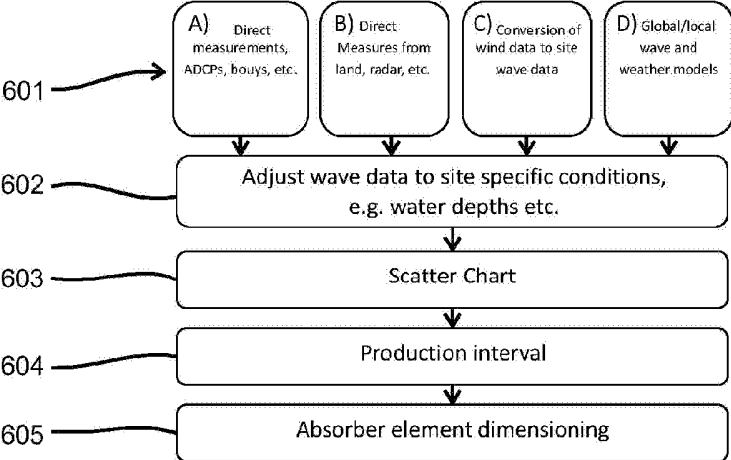 A) Direct
measurements,
ADCPs, bouys, etc.
B) Direct
Measures from
land, radar, etc.
C) Conversion of
wind data to site
wave data
D) Global/local
wave and
weather models
601
602
Adjust wave data to site specific conditions,
e.g. water depths etc.
603
Scatter Chart
604
Production interval
605
Absorber element dimensioning